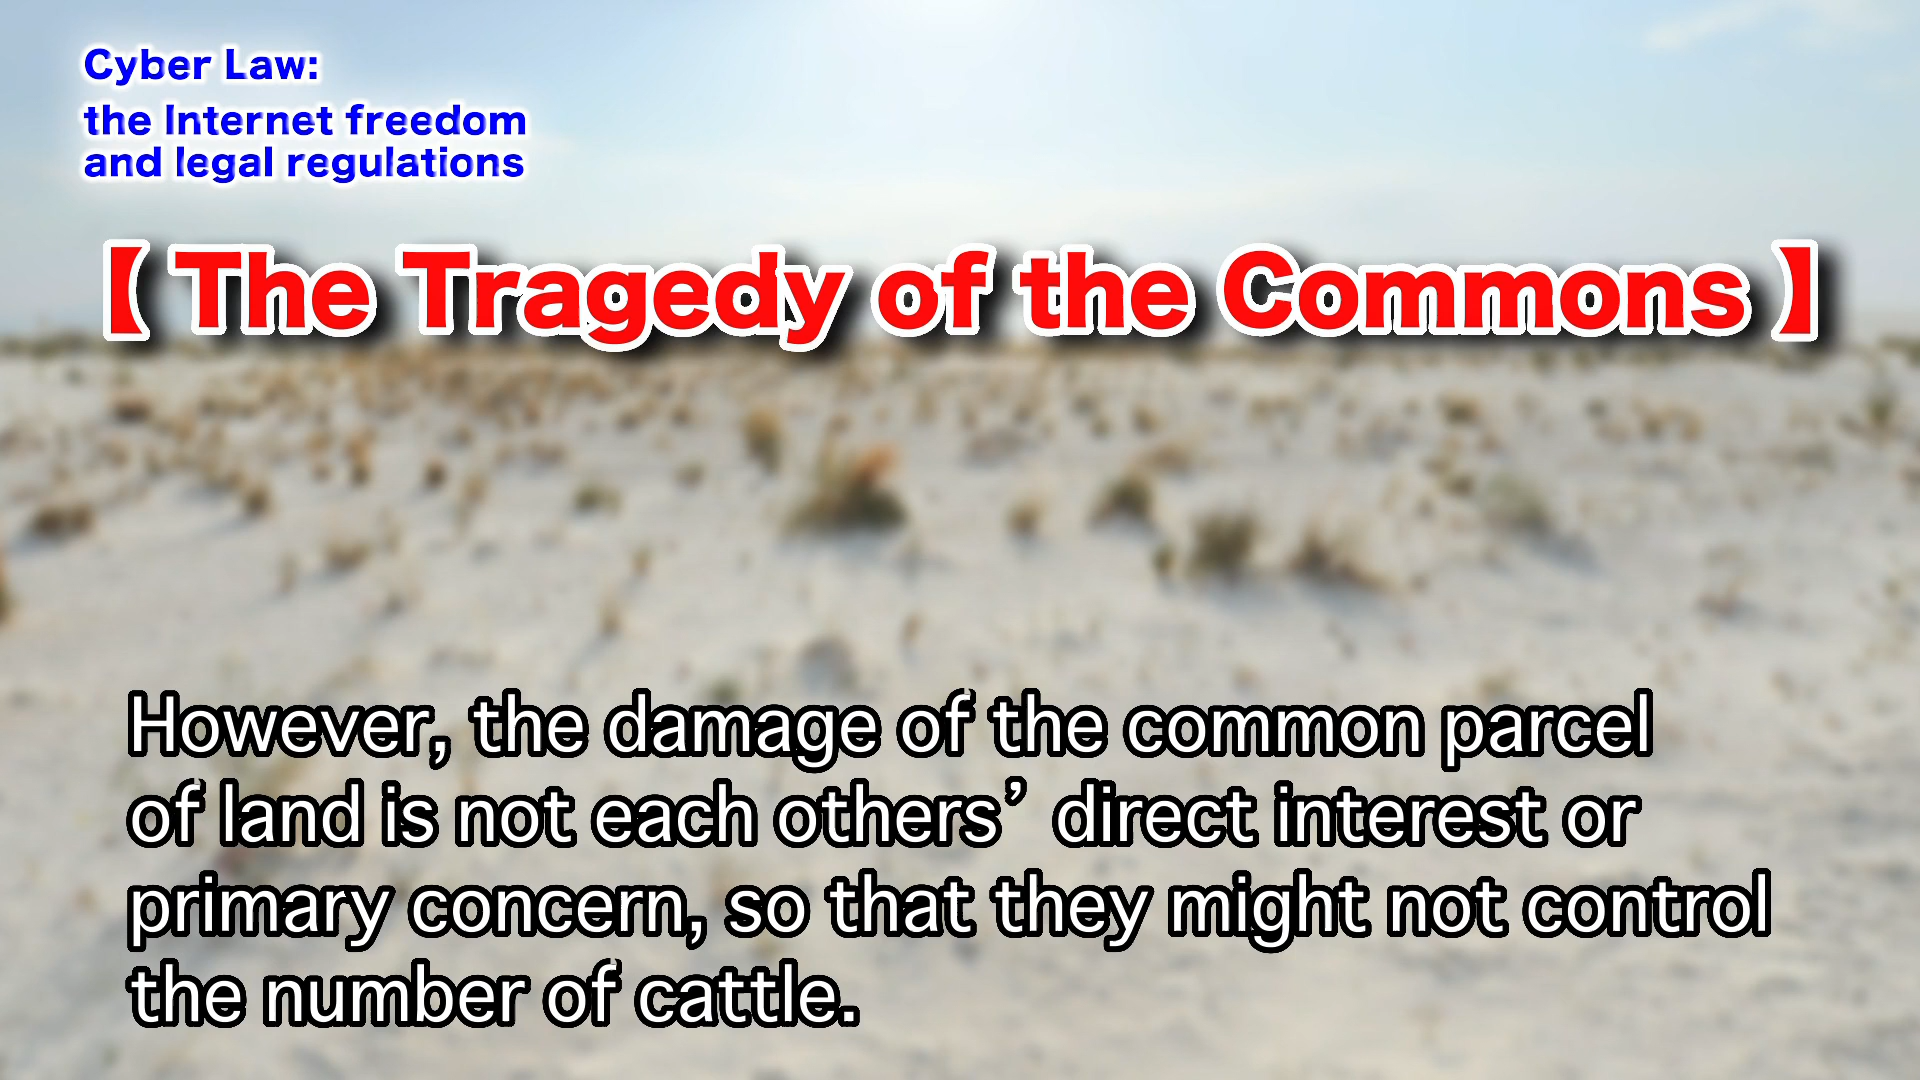 Cyber Law:
the Internet freedom
and legal regulations
【 The Tragedy of the Commons 】
However, the damage of the common parcel
of land is not each others’ direct interest or
primary concern, so that they might not control
the number of cattle.